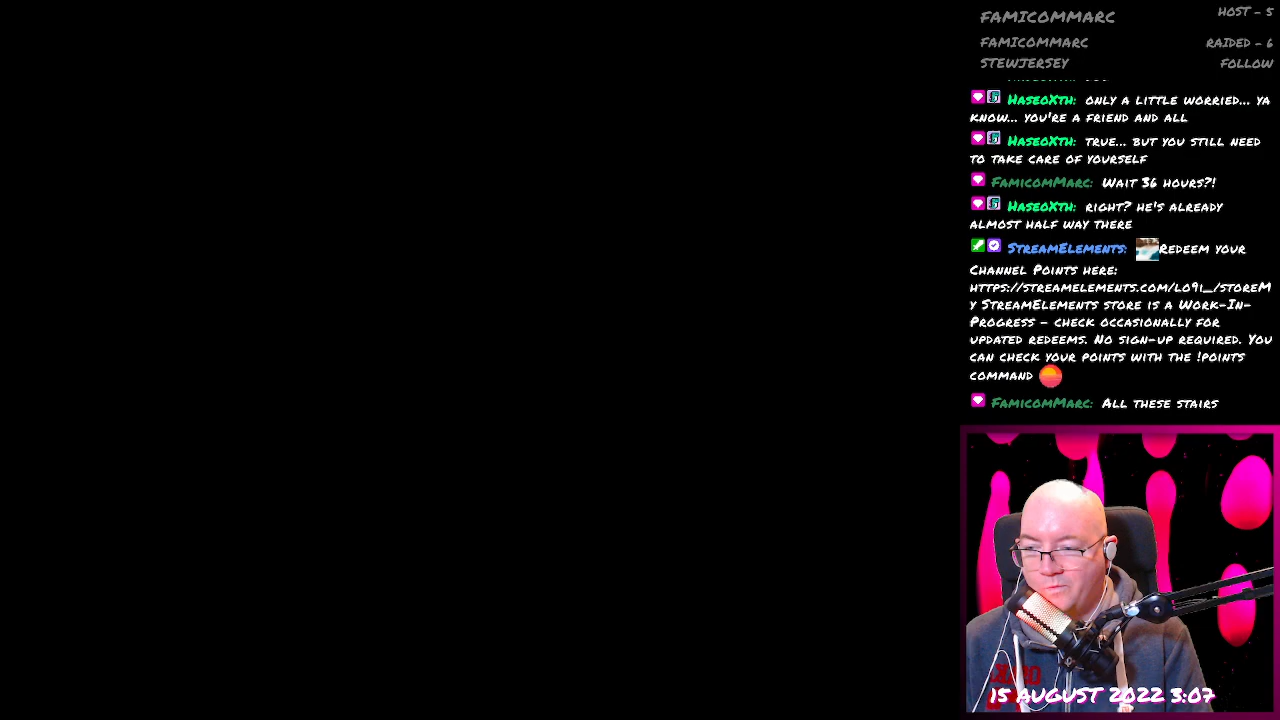 FAMICOMMARC HOST - 5
FAMICOMMARC RAIDED - 6
STEWJERSEY FOLLOW
HASEOXTH: ONLY A LITTLE WORRIED... YA
KNOW... YOU'RE A FRIEND AND ALL
HASEOXTH: TRUE... BUT YOU STILL NEED
TO TAKE CARE OF YOURSELF
FAMICOMMARC: WAIT 36 HOURS?!
HASEOXTH: RIGHT? HE'S ALREADY
ALMOST HALF WAY THERE
STREAMELEMENTS: REDEEM YOUR
CHANNEL POINTS HERE:
HTTPS://STREAMELEMENTS.COM/LO9I_/STOREM
Y STREAMELEMENTS STORE IS A WORK-IN-
PROGRESS - CHECK OCCASIONALLY FOR
UPDATED REDEEMS. NO SIGN-UP REQUIRED. YOU
CAN CHECK YOUR POINTS WITH THE !POINTS
COMMAND
FAMICOMMARC: ALL THESE STAIRS
15 AUGUST 2022 3:07